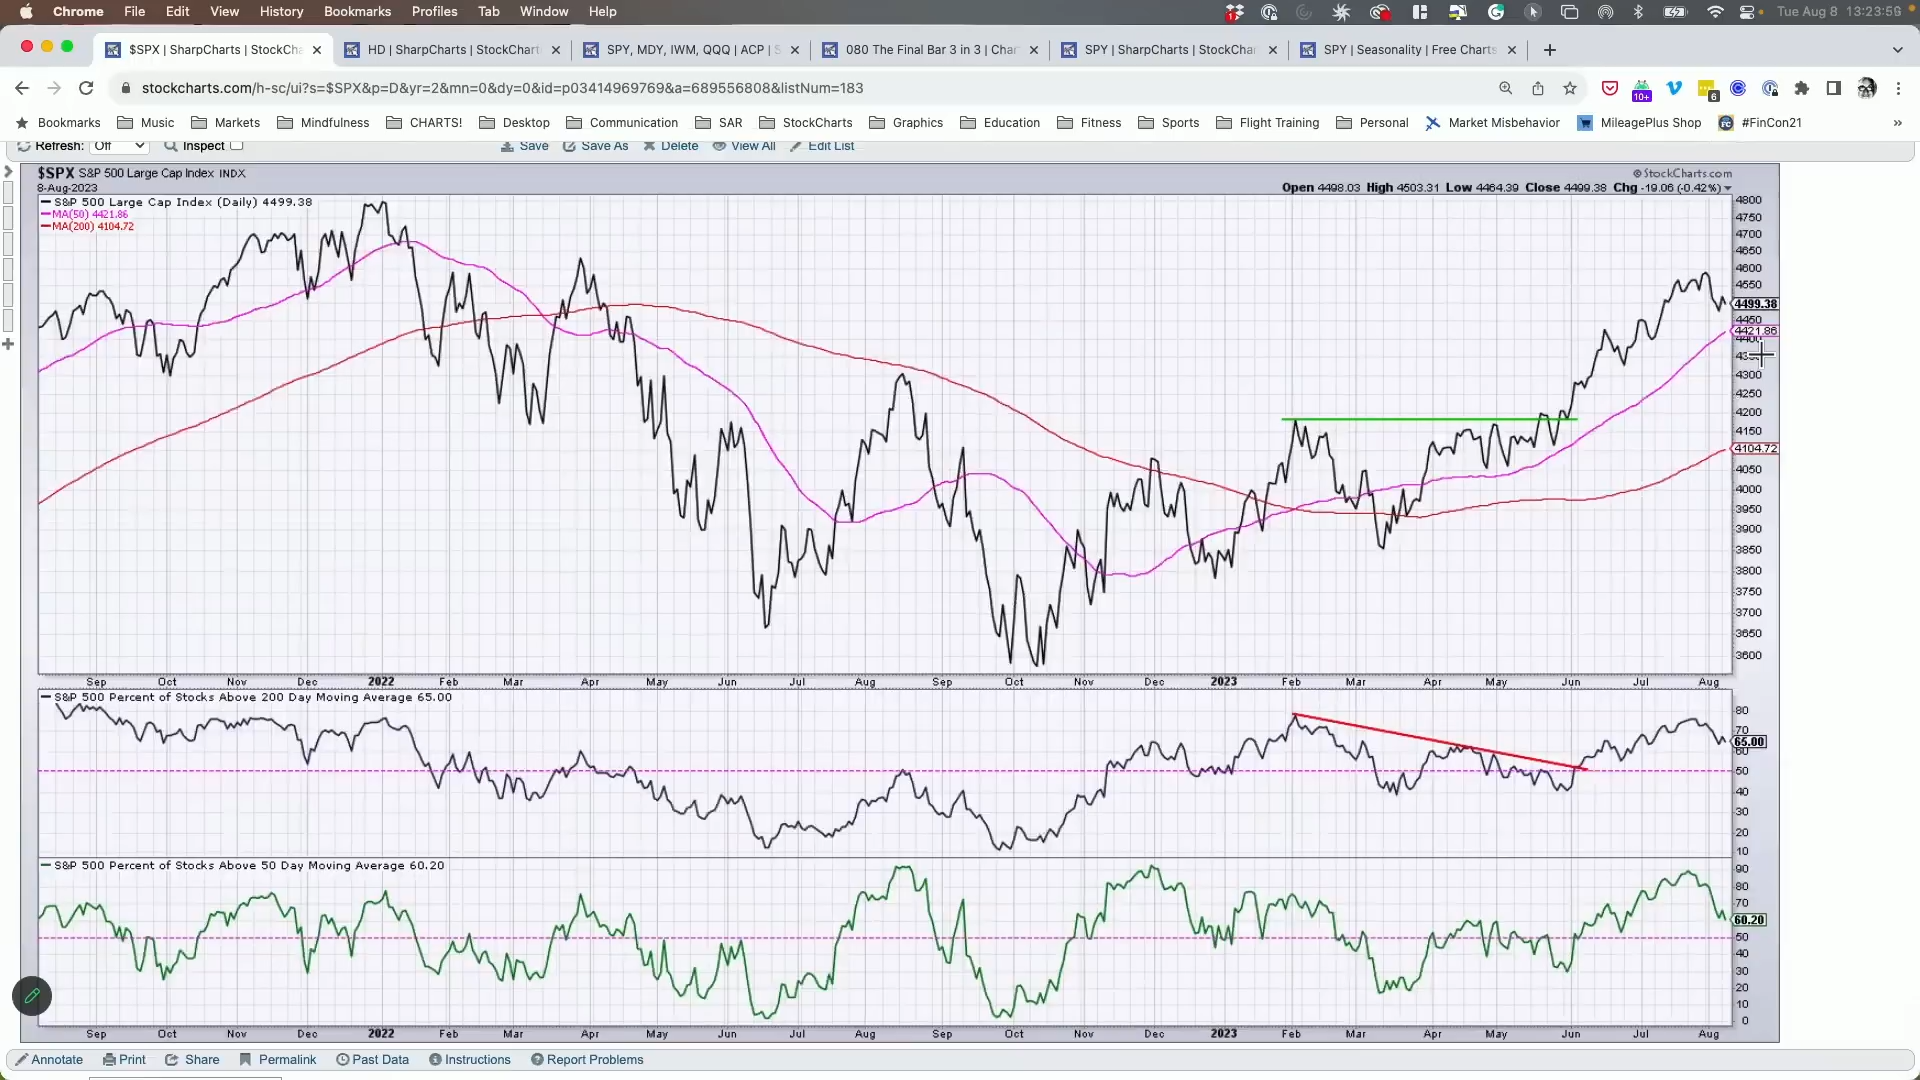 Chrome File Edit View History Bookmarks Profiles Tab Window Help Tue Aug 8 13:23:56
$SPX | SharpCharts | StockCha HD | SharpCharts | StockChart SPY, MDY, IWM, QQQ | ACP | S 080 The Final Bar 3 in 3 | Char SPY | SharpCharts | StockChar SPY | Seasonality | Free Charts
stockcharts.com/h-sc/ui?s=$SPX&p=D&yr=2&mn=0&dy=0&id=p03414969769&a=689556808&listNum=183 10+ 6
Bookmarks Music Markets Mindfulness CHARTS! Desktop Communication SAR StockCharts Graphics Education Fitness Sports Flight Training Personal Market Misbehavior MileagePlus Shop #FinCon21 »
Refresh: Off Inspect Save Save As Delete View All Edit List
$SPX S&P 500 Large Cap Index INDX © StockCharts.com
8-Aug-2023 Open 4498.03 High 4503.31 Low 4464.39 Close 4499.38 Chg -19.06 (-0.42%)
S&P 500 Large Cap Index (Daily) 4499.38
MA(50) 4421.86
MA(200) 4104.72
4800
4750
4700
4650
4600
4550
4499.38
4450
4421.86
4300
4250
4200
4150
4104.72
4050
4000
3950
3900
3850
3800
3750
3700
3650
3600
Sep Oct Nov Dec 2022 Feb Mar Apr May Jun Jul Aug Sep Oct Nov Dec 2023 Feb Mar Apr May Jun Jul Aug
S&P 500 Percent of Stocks Above 200 Day Moving Average 65.00
80
70
65.00
50
40
30
20
10
S&P 500 Percent of Stocks Above 50 Day Moving Average 60.20
90
80
70
60.20
50
40
30
20
10
0
Sep Oct Nov Dec 2022 Feb Mar Apr May Jun Jul Aug Sep Oct Nov Dec 2023 Feb Mar Apr May Jun Jul Aug
Annotate Print Share Permalink Past Data Instructions Report Problems